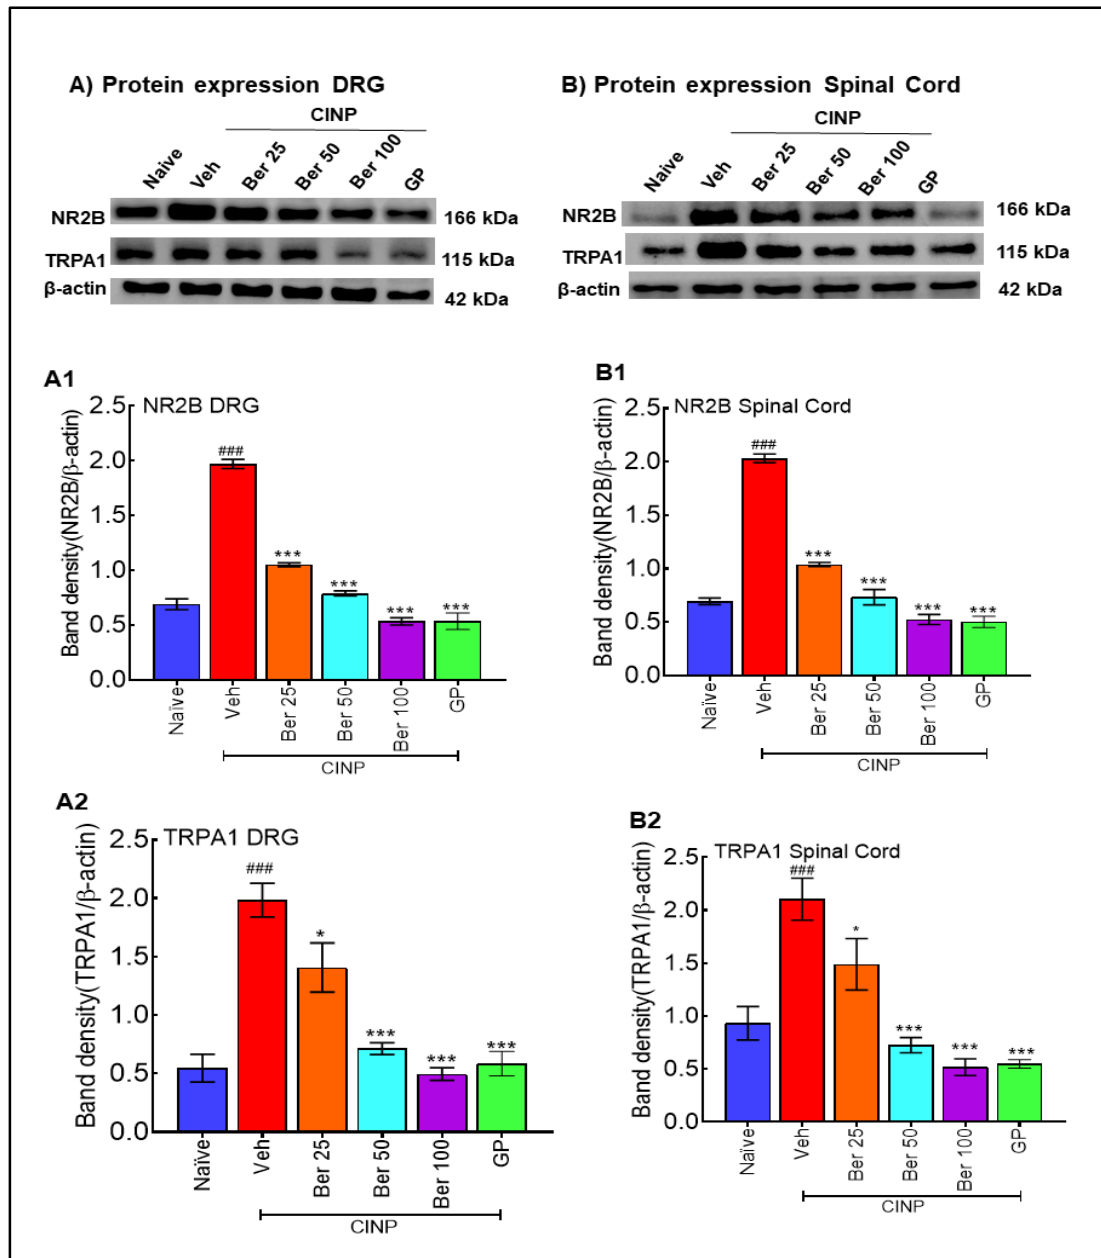 A) Protein expression DRG
CINP
Naive Veh Ber 25 Ber 50 Ber 100 GP
NR2B 166 kDa
TRPA1 115 kDa
β-actin 42 kDa
B) Protein expression Spinal Cord
CINP
Naive Veh Ber 25 Ber 50 Ber 100 GP
NR2B 166 kDa
TRPA1 115 kDa
β-actin 42 kDa
A1
NR2B DRG
Band density(NR2B/β-actin)
2.5
2.0
1.5
1.0
0.5
0.0
###
***
***
***
***
Naïve Veh Ber 25 Ber 50 Ber 100 GP
CINP
B1
NR2B Spinal Cord
Band density(NR2B/β-actin)
2.5
2.0
1.5
1.0
0.5
0.0
###
***
***
***
***
Naïve Veh Ber 25 Ber 50 Ber 100 GP
CINP
A2
TRPA1 DRG
Band density(TRPA1/β-actin)
2.5
2.0
1.5
1.0
0.5
0.0
###
*
***
***
***
Naïve Veh Ber 25 Ber 50 Ber 100 GP
CINP
B2
TRPA1 Spinal Cord
Band density(TRPA1/β-actin)
2.5
2.0
1.5
1.0
0.5
0.0
###
*
***
***
***
Naïve Veh Ber 25 Ber 50 Ber 100 GP
CINP